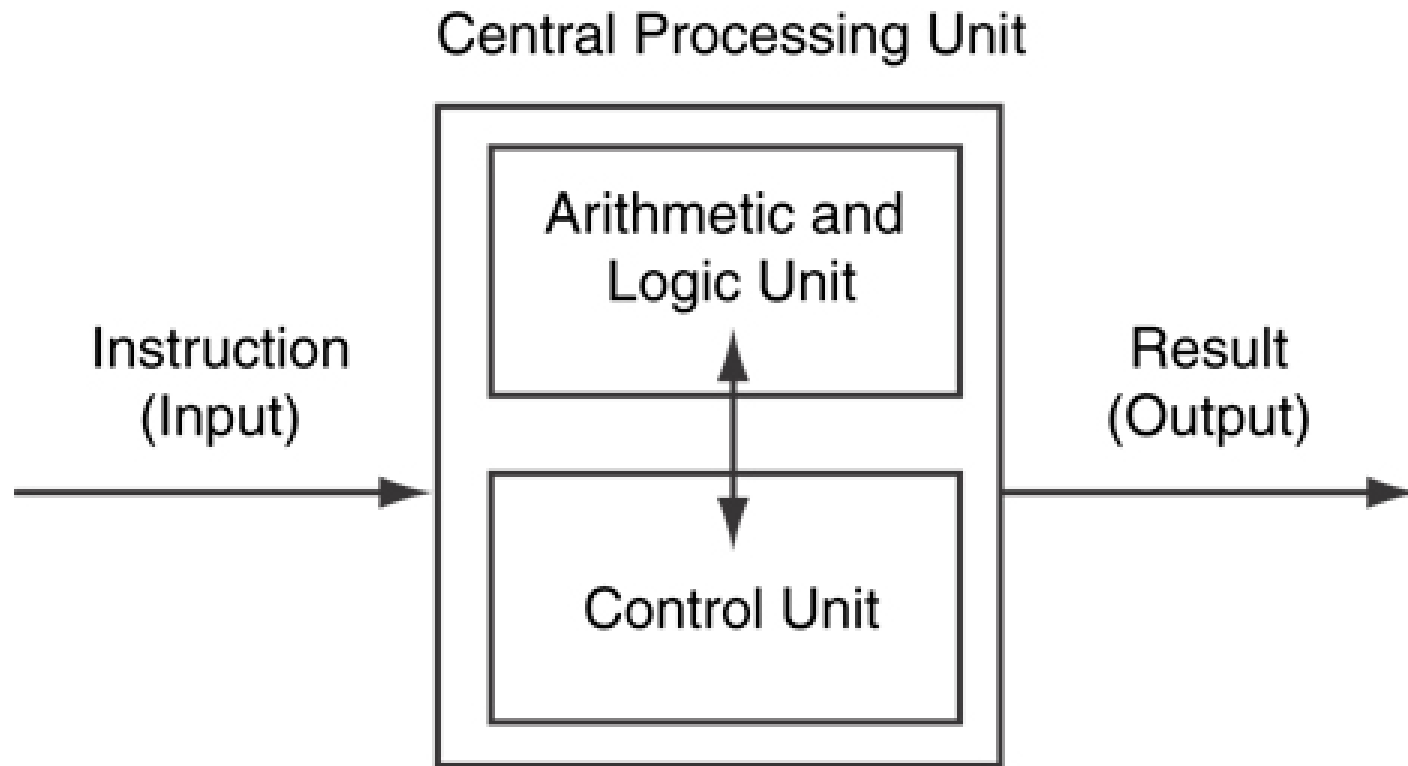 Central Processing Unit
Arithmetic and
Logic Unit
Instruction
(Input)
Result
(Output)
Control Unit